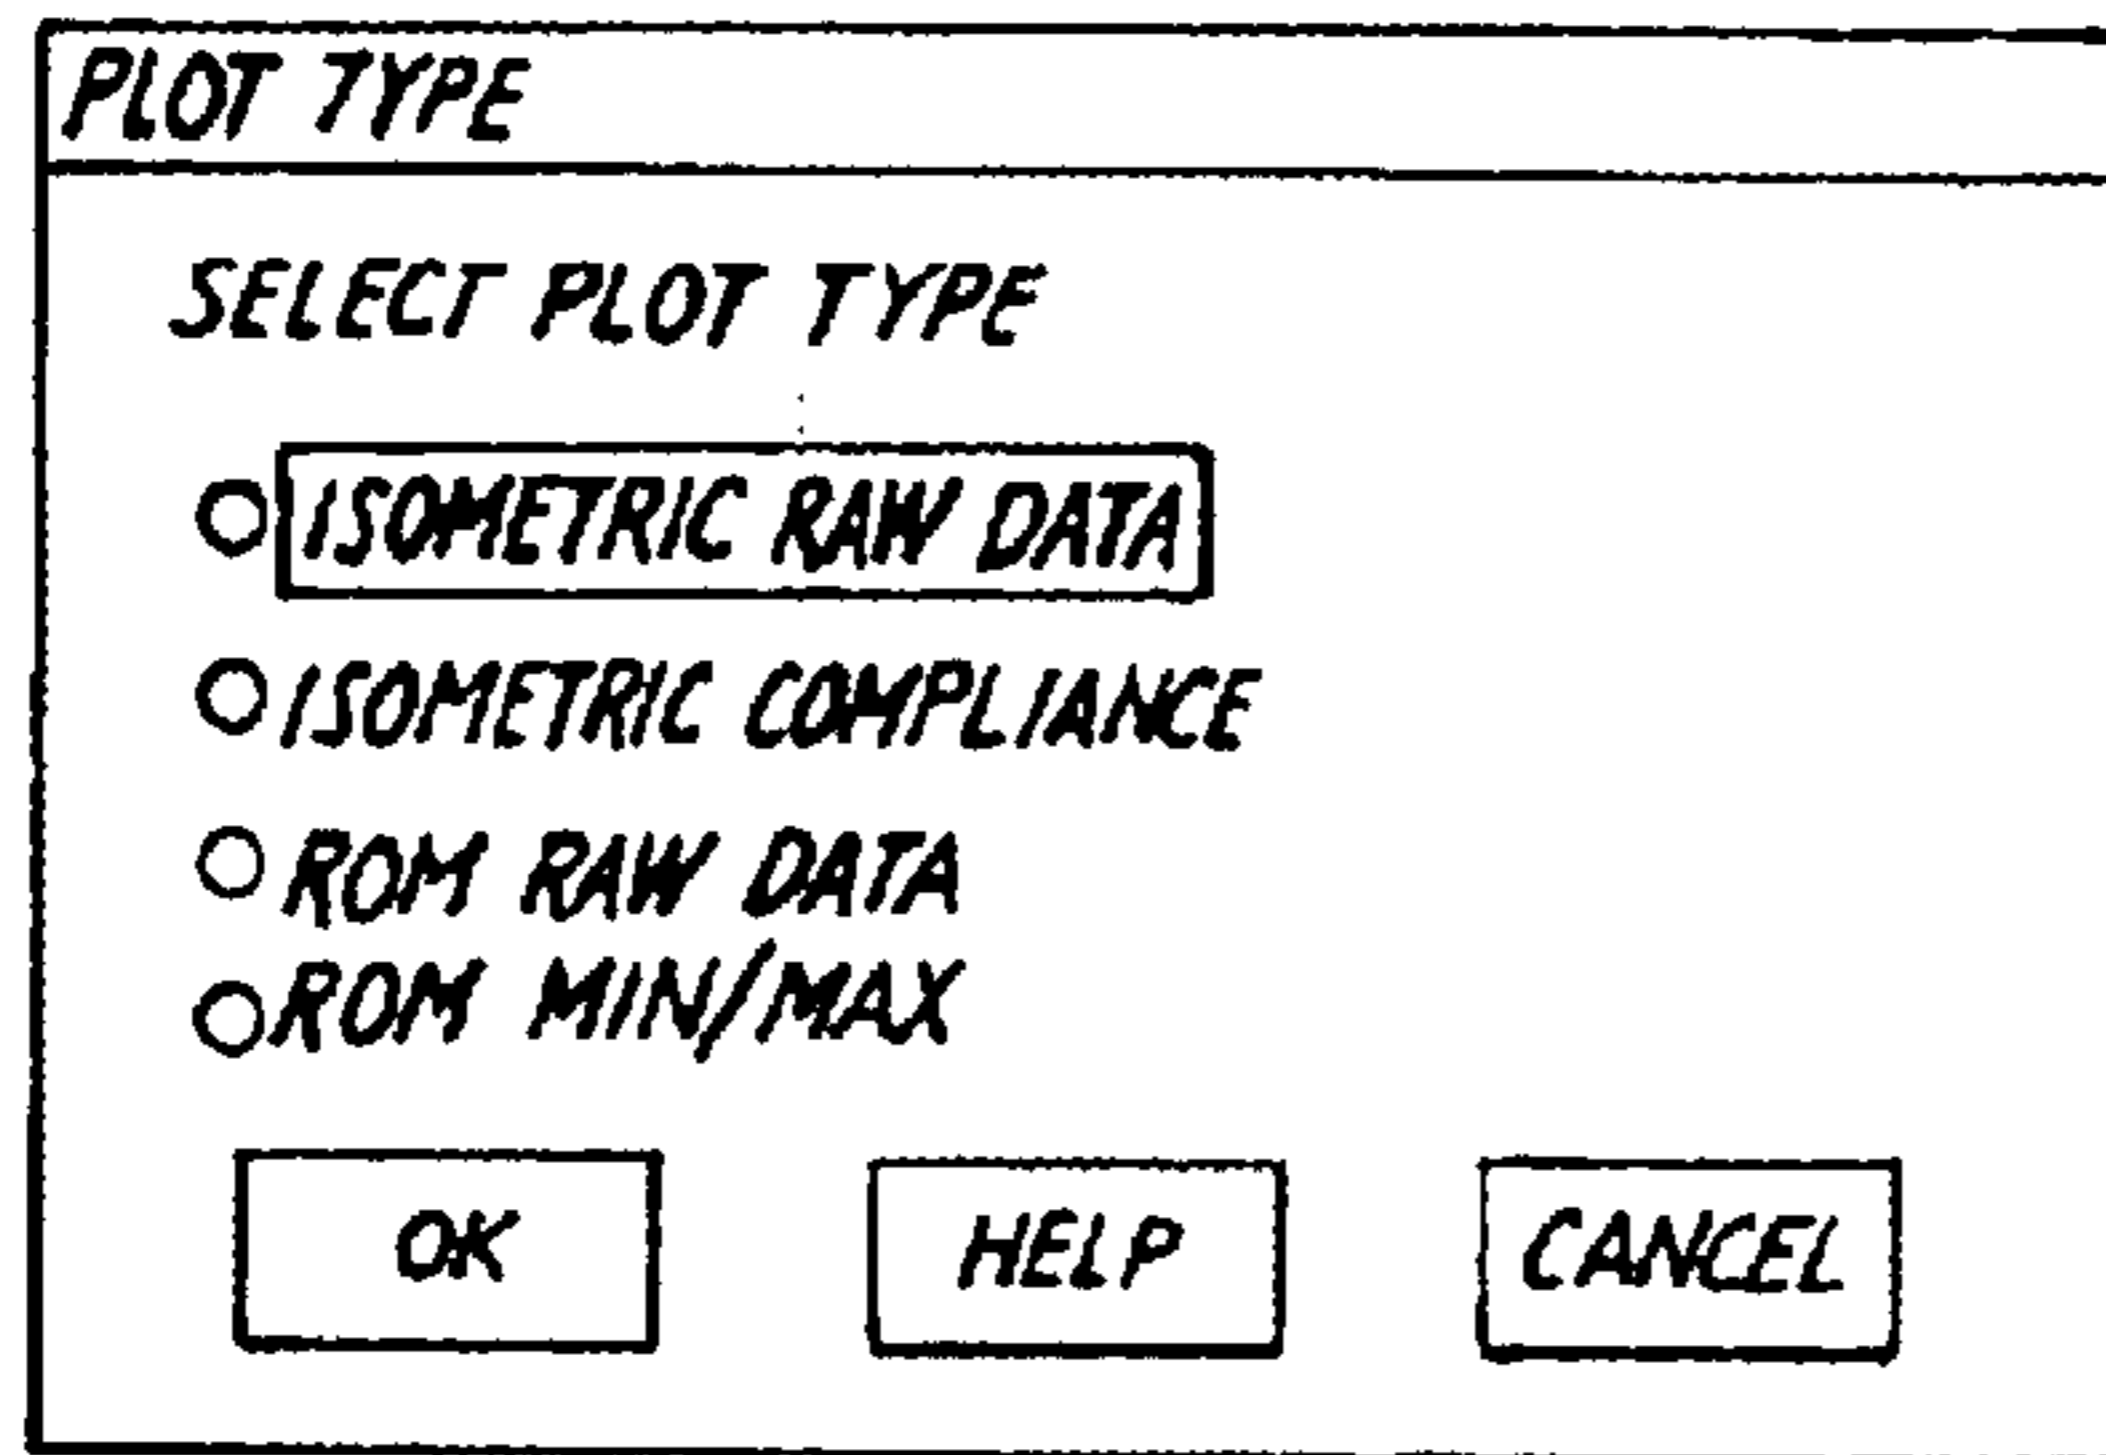 PLOT TYPE
SELECT PLOT TYPE
ISOMETRIC RAW DATA
ISOMETRIC COMPLIANCE
ROM RAW DATA
ROM MIN/MAX
OK HELP CANCEL